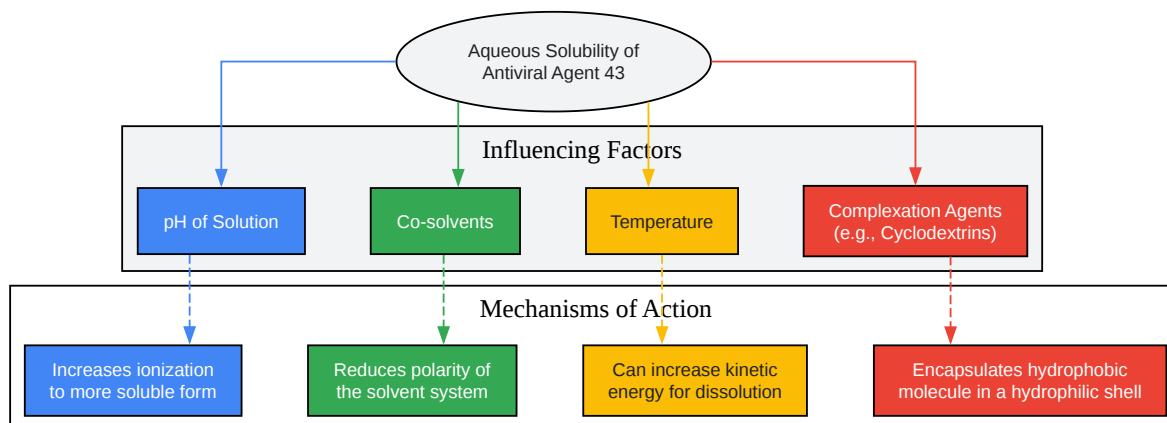 Aqueous Solubility of
Antiviral Agent 43
Influencing Factors
pH of Solution
Co-solvents
Temperature
Complexation Agents
(e.g., Cyclodextrins)
Mechanisms of Action
Increases ionization
to more soluble form
Reduces polarity of
the solvent system
Can increase kinetic
energy for dissolution
Encapsulates hydrophobic
molecule in a hydrophilic shell